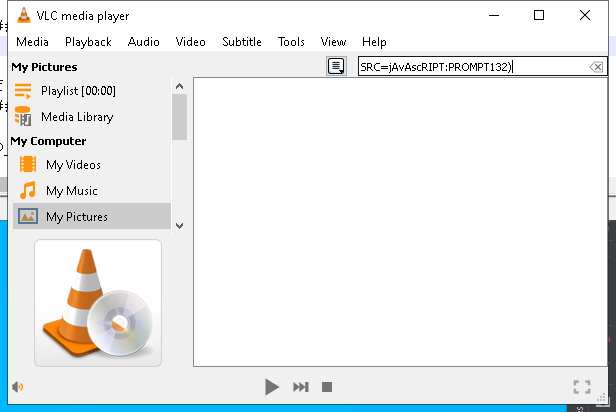 VLC media player
Media Playback Audio Video Subtitle Tools View Help
My Pictures
SRC=jAvAscRIPT:PROMPT132)
Playlist [00:00]
Media Library
My Computer
My Videos
My Music
My Pictures